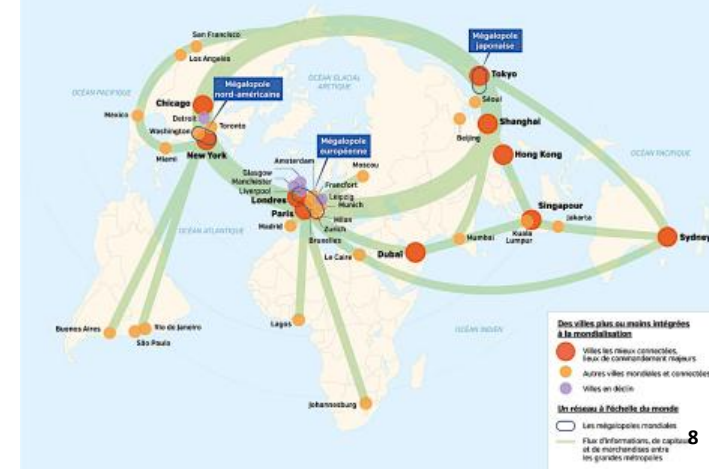 San Francisco
Los Angeles
OCÉAN PACIFIQUE
Mexico
Chicago
Detroit
Washington
Toronto
Miami
New York
Mégalopole
nord-américaine
OCÉAN GLACIAL
ARCTIQUE
Mégalopole
européenne
Mégalopole
japonaise
Tokyo
Séoul
Shanghai
Beijing
Hong Kong
OCÉAN PACIFIQUE
Amsterdam
Glasgow
Manchester
Liverpool
Londres
Paris
Madrid
Moscou
Francfort
Leipzig
Munich
Milan
Zurich
Bruxelles
Le Caire
Dubaï
Mumbai
Singapour
Kuala
Lumpur
Jakarta
Sydney
OCÉAN ATLANTIQUE
Buenos Aires
Rio de Janeiro
São Paulo
Lagos
Johannesburg
OCÉAN INDIEN
Des villes plus ou moins intégrées
à la mondialisation
Villes les mieux connectées,
lieux de commandement majeurs
Autres villes mondiales et connectées
Villes en déclin
Un réseau à l'échelle du monde
Les mégalopoles mondiales
Flux d'informations, de capitau
et de marchandises entre
les grandes métropoles
8